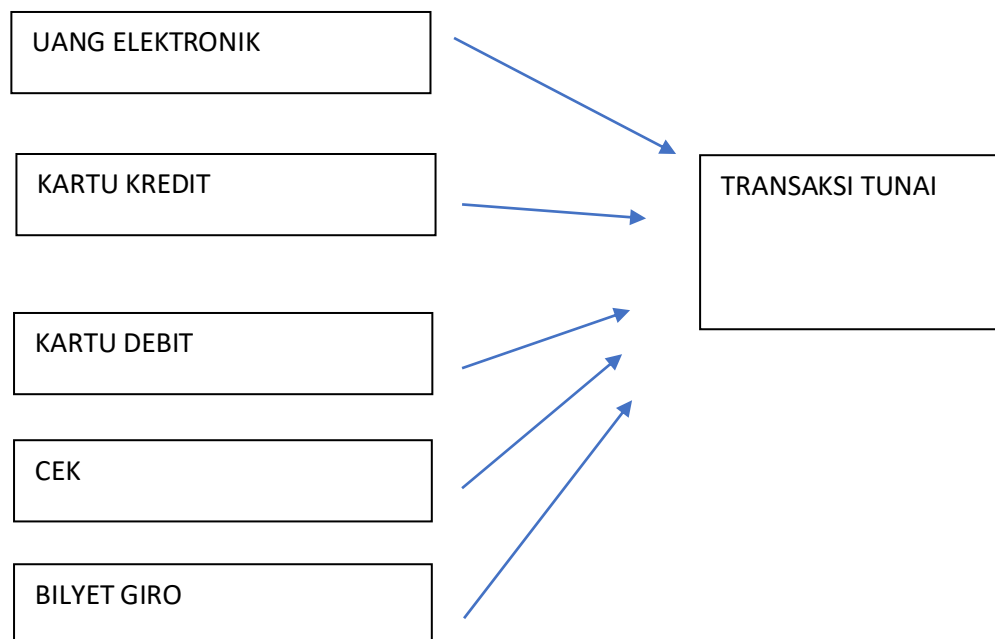 UANG ELEKTRONIK
KARTU KREDIT
TRANSAKSI TUNAI
KARTU DEBIT
CEK
BILYET GIRO